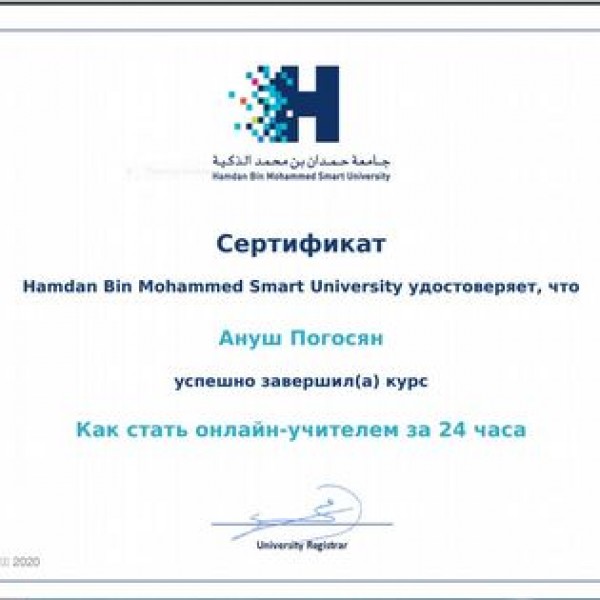 جامعة حمدان بن محمد الذكية
Hamdan Bin Mohammed Smart University
Сертификат
Hamdan Bin Mohammed Smart University удостоверяет, что
Ануш Погосян
успешно завершил(а) курс
Как стать онлайн-учителем за 24 часа
University Registrar
2020